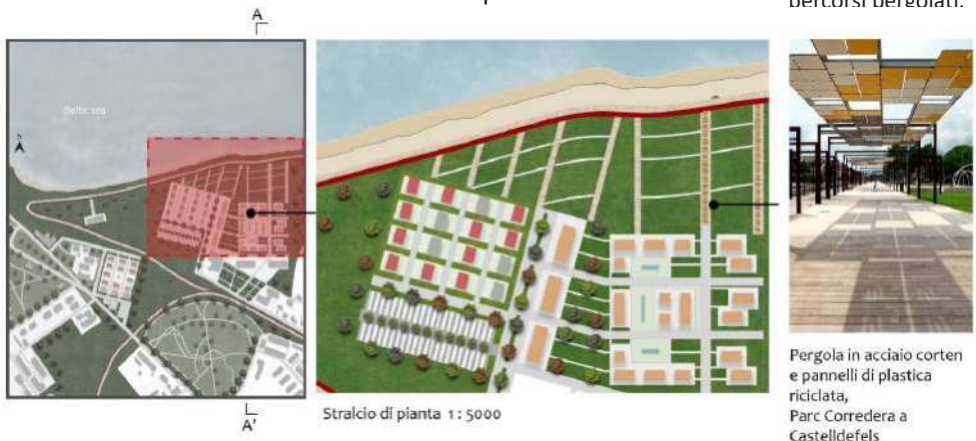 percorsi pergolati.
A
Baltic sea
A'
Stralcio di pianta 1 : 5000
Pergola in acciaio corten
e pannelli di plastica
riciclata,
Parc Corredera a
Castelldefels